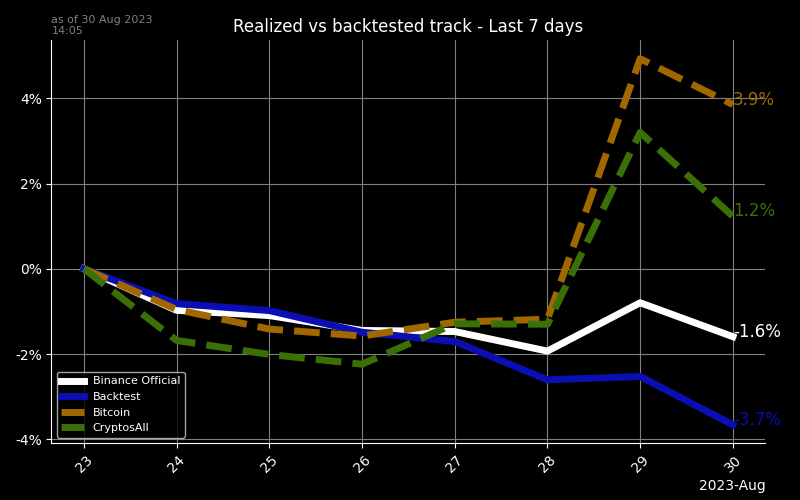 as of 30 Aug 2023
14:05
Realized vs backtested track - Last 7 days
4%
2%
0%
-2%
-4%
3.9%
1.2%
-1.6%
-3.7%
Binance Official
Backtest
Bitcoin
CryptosAll
23
24
25
26
27
28
29
30
2023-Aug